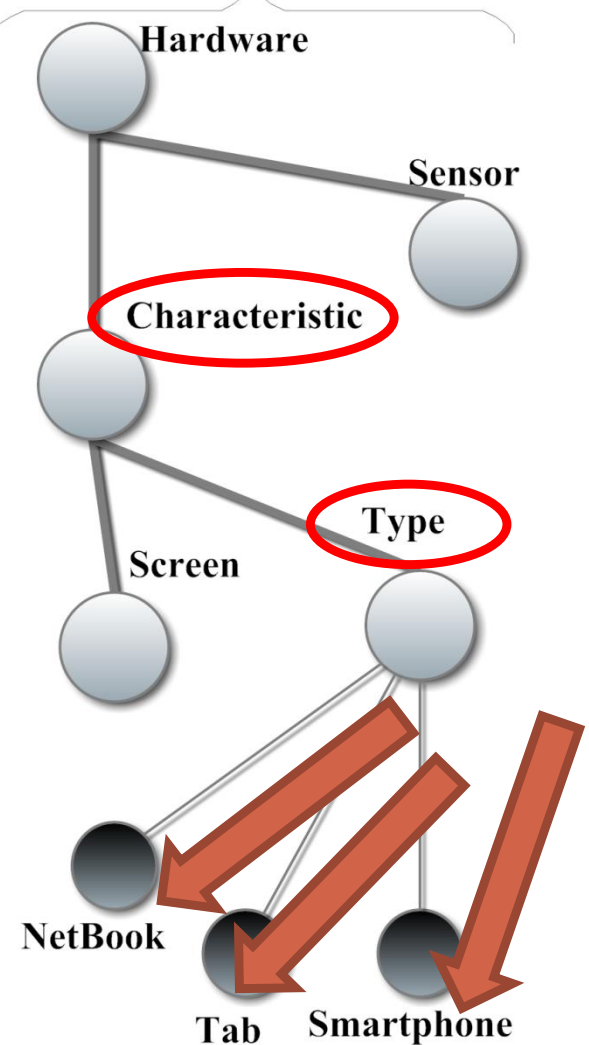 Hardware
Sensor
Characteristic
Type
Screen
NetBook
Tab
Smartphone